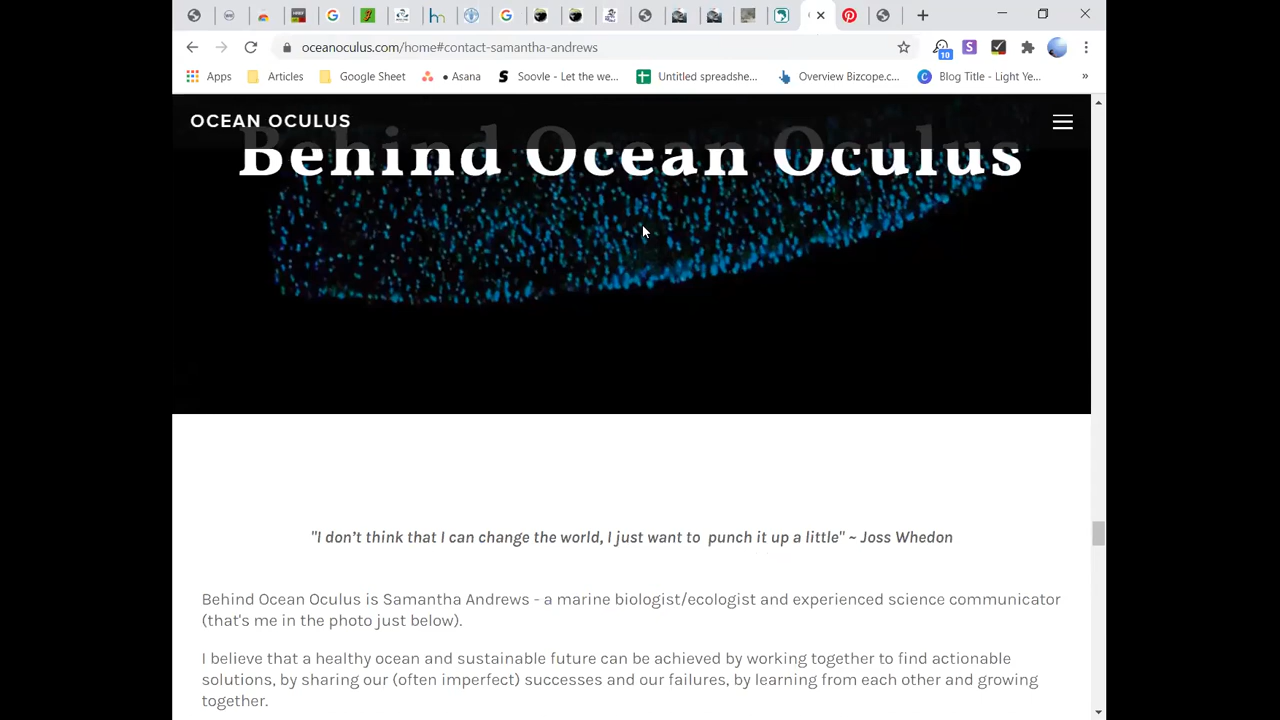 oceanoculus.com/home#contact-samantha-andrews
10
Apps Articles Google Sheet • Asana Soovle - Let the we... Untitled spreadshe... Overview Bizcope.c... Blog Title - Light Ye... »
OCEAN OCULUS
Behind Ocean Oculus
"I don't think that I can change the world, I just want to punch it up a little" ~ Joss Whedon
Behind Ocean Oculus is Samantha Andrews - a marine biologist/ecologist and experienced science communicator
(that's me in the photo just below).
I believe that a healthy ocean and sustainable future can be achieved by working together to find actionable
solutions, by sharing our (often imperfect) successes and our failures, by learning from each other and growing
together.